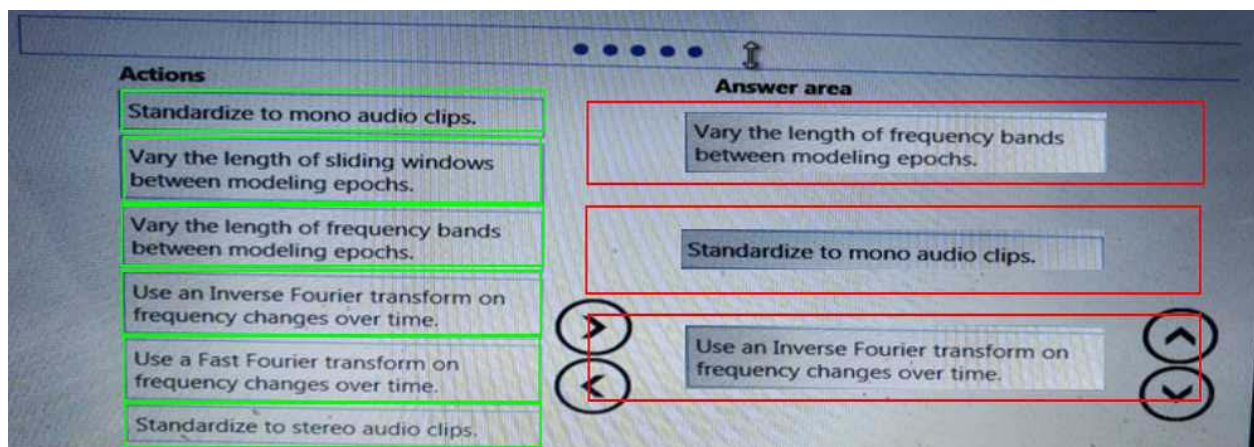 Actions
Standardize to mono audio clips.
Vary the length of sliding windows
between modeling epochs.
Vary the length of frequency bands
between modeling epochs.
Use an Inverse Fourier transform on
frequency changes over time.
Use a Fast Fourier transform on
frequency changes over time.
Standardize to stereo audio clips.
Answer area
Vary the length of frequency bands
between modeling epochs.
Standardize to mono audio clips.
Use an Inverse Fourier transform on
frequency changes over time.